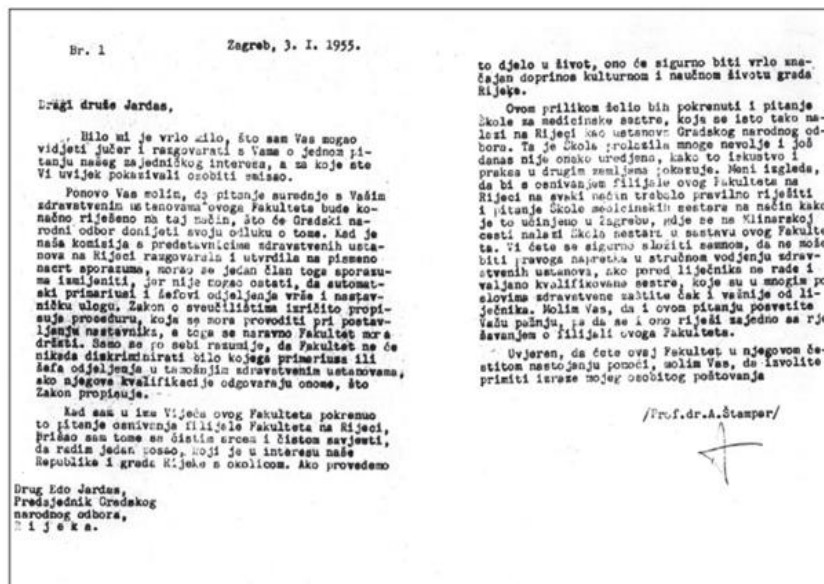 Br. 1
Zagreb, 3. I. 1955.
Dragi druže Jardas,
Bilo mi je vrlo milo, što sam Vas mogao
vidjeti jučer i razgovarati s Vama o jednom pi-
tanju našeg zajedničkog interesa, a za koje ste
Vi uvijek pokazivali osobiti smisao.
Ponovo Vas molim, da pitanje suradnje s Vašim
zdravstvenim ustanovama ovoga Fakulteta bude ko-
načno riješeno na taj način, što će Gradski na-
rodni odbor donijeti svoju odluku o tome. Kad je
naša komisija s predstavnicima zdravstvenih usta-
nova na Rijeci razgovarala i utvrdila na pismeno
nacrt sporazuma, morao se jedan član toga sporazu-
ma izmijeniti, jer nije mogao ostati, da automat-
ski primariusi i šefovi odjeljenja vrše i nastav-
ničku ulogu. Zakon o sveučilištima izričito propi-
suje proceduru, koja se mora provoditi pri postav-
ljanju nastavnika, a toga se naravno Fakultet mora
držati. Samo se po sebi razumije, da Fakultet ne će
nikada diskriminirati bilo kojega primariusa ili
šefa odjeljenja u tamošnjim zdravstvenim ustanovama,
ako njegove kvalifikacije odgovaraju onome, što
Zakon propisuje.
Kad sam u ime Vijeća ovog Fakulteta pokrenuo
to pitanje osnivanja filijale Fakulteta na Rijeci,
prišao sam tome sa čistim srcem i čistom savjesti,
da radim jedan posao, koji je u interesu naše
Republike i grada Rijeke s okolicom. Ako provedemo
Drug Edo Jardas,
Predsjednik Gradskog
narodnog odbora,
R i j e k a.
to djelo u život, ono će sigurno biti vrlo zna-
čajan doprinos kulturnom i naučnom životu grada
Rijeke.
Ovom prilikom želio bih pokrenuti i pitanje
Škole za medicinske sestre, koja se isto tako na-
lazi na Rijeci kao ustanova Gradskog narodnog od-
bora. Ta je Škola prolazila mnoge nevolje i još
danas nije onako uredjena, kako to iskustvo i
praksa u drugim zemljama pokazuje. Meni izgleda,
da bi s osnivanjem filijale ovog Fakulteta na
Rijeci na svaki način trebalo pravilno riješiti
i pitanje Škole medicinskih sestara na način kako
je to učinjeno u Zagrebu, gdje se na Mlinarskoj
cesti nalazi Škola sestara u sastavu ovog Fakulte-
ta. Vi ćete se sigurno složiti samnom, da ne može
biti pravoga napretka u stručnom vodjenju zdrav-
stvenih ustanova, ako pored liječnika ne rade i
valjano kvalifikovane sestre, koje su u mnogim po
slovima zdravstvene zaštite čak i važnije od li-
ječnika. Molim Vas, da i ovom pitanju posvetite
Vašu pažnju, pa da se i ono riješi zajedno sa rje
šavanjem o filijali ovoga Fakulteta.
Uvjeren, da ćete ovaj Fakultet u njegovom če-
stitom nastojanju pomoći, molim Vas, da izvolite
primiti izraze mojeg osobitog poštovanja
/Prof.dr.A.Štampar/